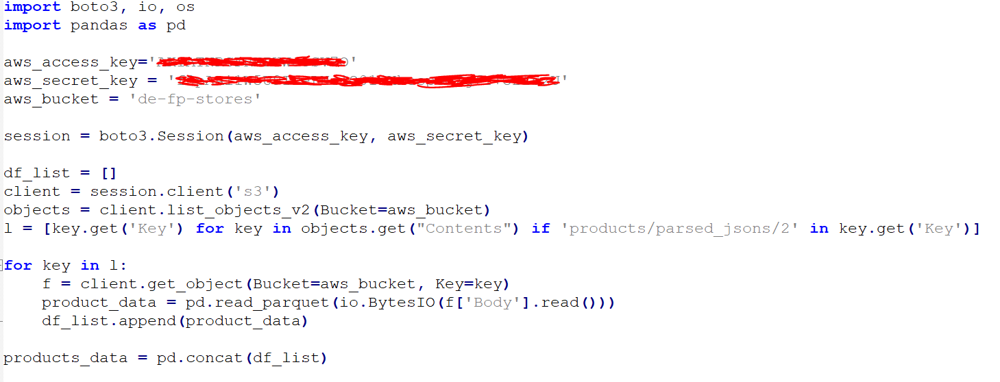 import boto3, io, os
import pandas as pd
aws_access_key='
aws_secret_key = '
aws_bucket = 'de-fp-stores'
session = boto3.Session(aws_access_key, aws_secret_key)
df_list = []
client = session.client('s3')
objects = client.list_objects_v2(Bucket=aws_bucket)
l = [key.get('Key') for key in objects.get("Contents") if 'products/parsed_jsons/2' in key.get('Key')]
for key in l:
    f = client.get_object(Bucket=aws_bucket, Key=key)
    product_data = pd.read_parquet(io.BytesIO(f['Body'].read()))
    df_list.append(product_data)
products_data = pd.concat(df_list)